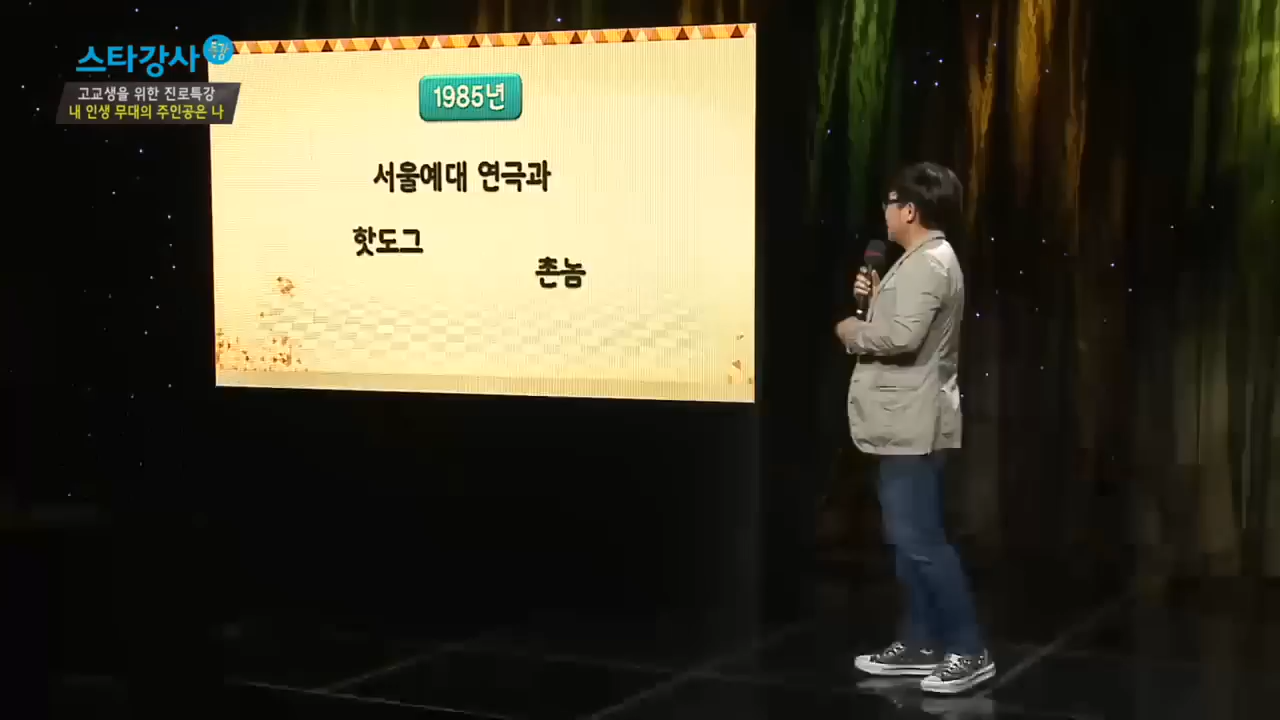 스타강사 특강
고교생을 위한 진로특강
내 인생 무대의 주인공은 나
1985년
서울예대 연극과
핫도그
촌놈